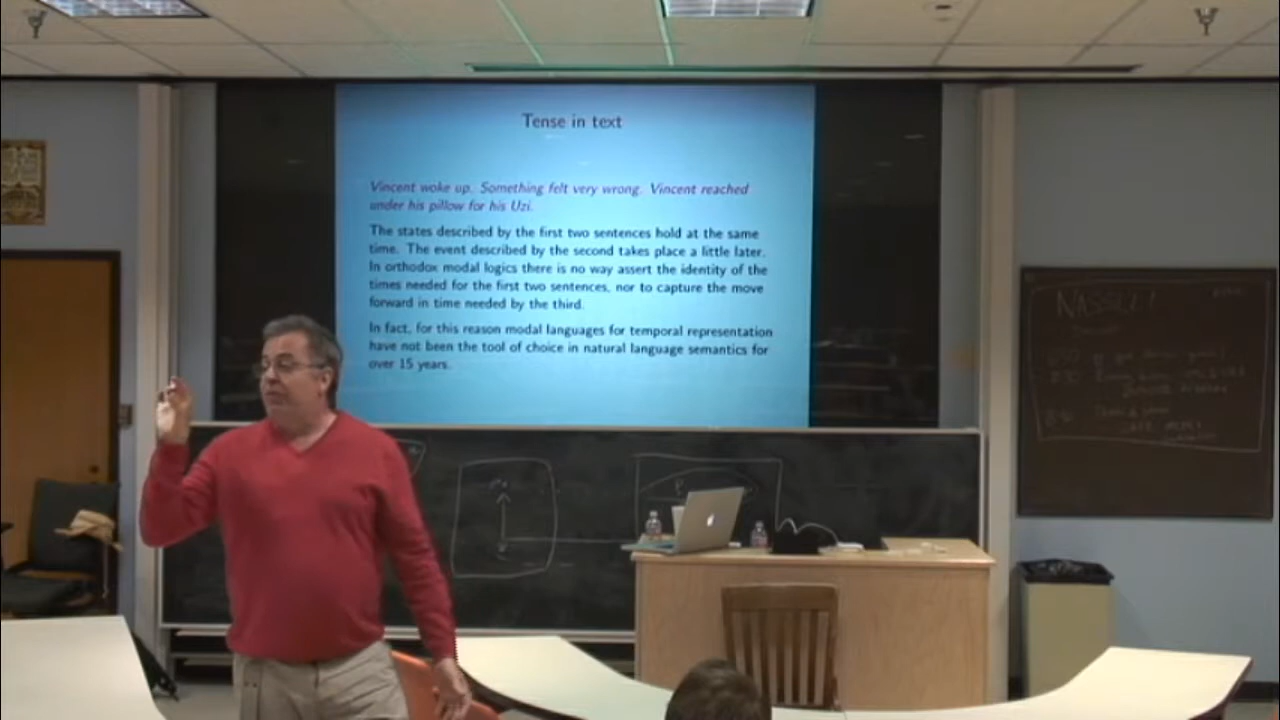 Tense in text
Vincent woke up. Something felt very wrong. Vincent reached
under his pillow for his Uzi.
The states described by the first two sentences hold at the same
time. The event described by the second takes place a little later.
In orthodox modal logics there is no way assert the identity of the
times needed for the first two sentences, nor to capture the move
forward in time needed by the third.
In fact, for this reason modal languages for temporal representation
have not been the tool of choice in natural language semantics for
over 15 years.
NASSLLI